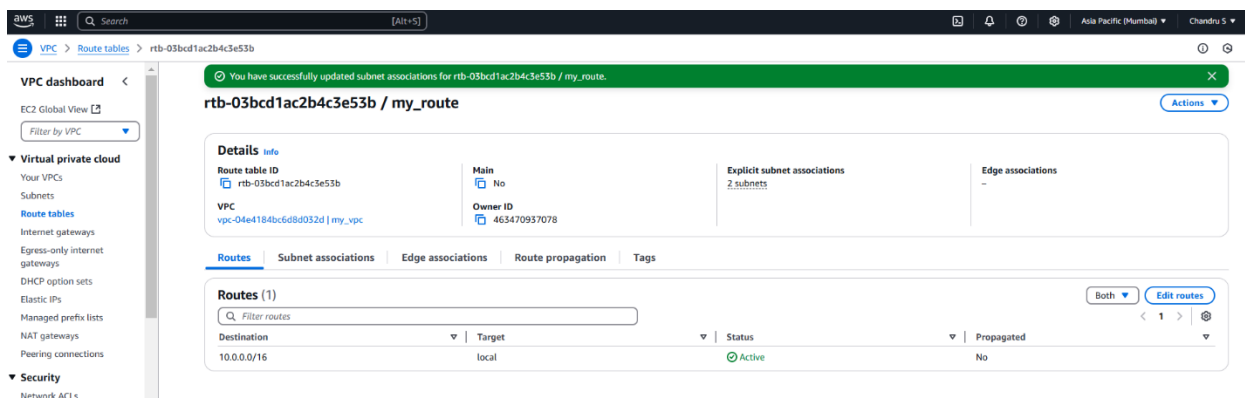 aws Search [Alt+S] Asia Pacific (Mumbai) ▼ Chandru S ▼
VPC > Route tables > rtb-03bcd1ac2b4c3e53b
VPC dashboard <
EC2 Global View
Filter by VPC ▼
▼ Virtual private cloud
Your VPCs
Subnets
Route tables
Internet gateways
Egress-only internet
gateways
DHCP option sets
Elastic IPs
Managed prefix lists
NAT gateways
Peering connections
▼ Security
Network ACLs
You have successfully updated subnet associations for rtb-03bcd1ac2b4c3e53b / my_route.
rtb-03bcd1ac2b4c3e53b / my_route
Actions ▼
Details Info
Route table ID
rtb-03bcd1ac2b4c3e53b
Main
No
Explicit subnet associations
2 subnets
Edge associations
–
VPC
vpc-04e4184bc6d8d032d | my_vpc
Owner ID
463470937078
Routes Subnet associations Edge associations Route propagation Tags
Routes (1)
Both ▼ Edit routes
Filter routes
< 1 >
Destination Target Status Propagated
10.0.0.0/16 local Active No